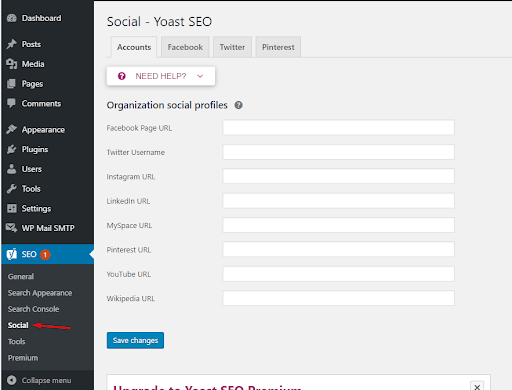 Dashboard
Posts
Media
Pages
Comments
Appearance
Plugins
Users
Tools
Settings
WP Mail SMTP
SEO 1
General
Search Appearance
Search Console
Social
Tools
Premium
Collapse menu
Social - Yoast SEO
Accounts Facebook Twitter Pinterest
? NEED HELP?
Organization social profiles ?
Facebook Page URL
Twitter Username
Instagram URL
LinkedIn URL
MySpace URL
Pinterest URL
YouTube URL
Wikipedia URL
Save changes
Upgrade to Yoast SEO Premium